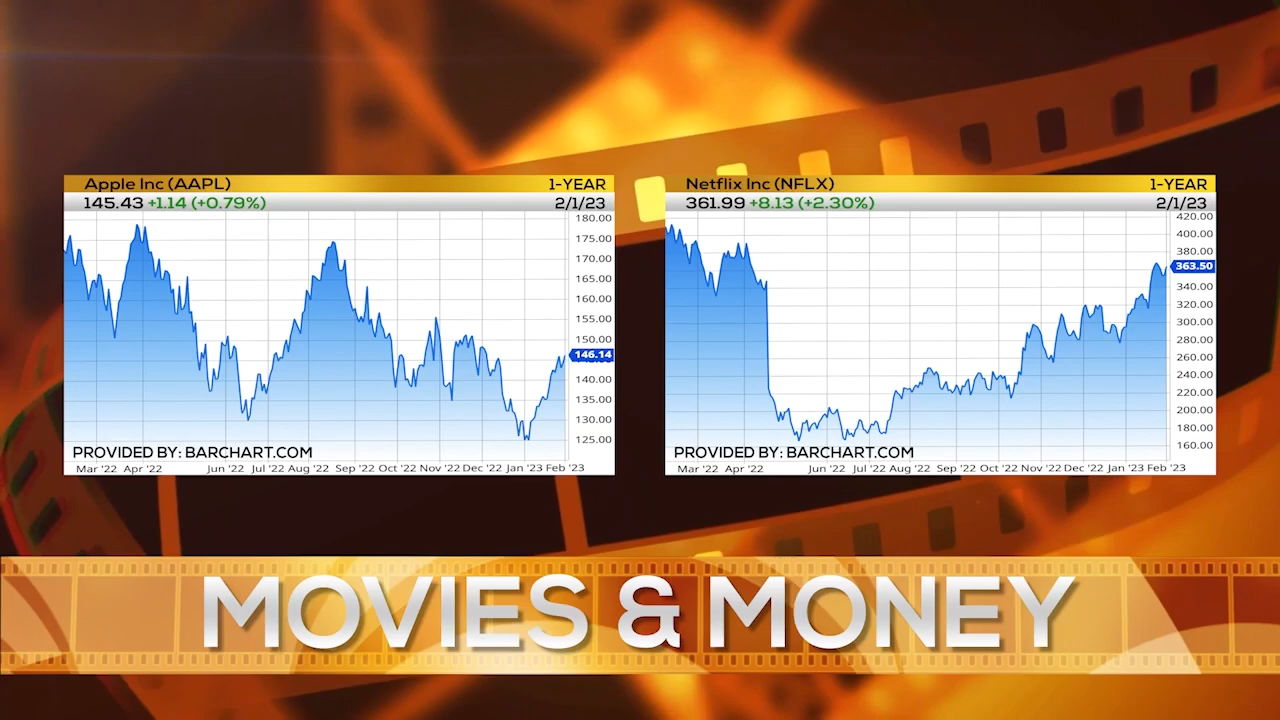 Apple Inc (AAPL) 1-YEAR
145.43 +1.14 (+0.79%) 2/1/23
180.00
175.00
170.00
165.00
160.00
155.00
150.00
146.14
140.00
135.00
130.00
125.00
PROVIDED BY: BARCHART.COM
Mar '22 Apr '22 Jun '22 Jul '22 Aug '22 Sep '22 Oct '22 Nov '22 Dec '22 Jan '23 Feb '23
Netflix Inc (NFLX) 1-YEAR
361.99 +8.13 (+2.30%) 2/1/23
420.00
400.00
380.00
363.50
340.00
320.00
300.00
280.00
260.00
240.00
220.00
200.00
180.00
160.00
PROVIDED BY: BARCHART.COM
Mar '22 Apr '22 Jun '22 Jul '22 Aug '22 Sep '22 Oct '22 Nov '22 Dec '22 Jan '23 Feb '23
MOVIES & MONEY